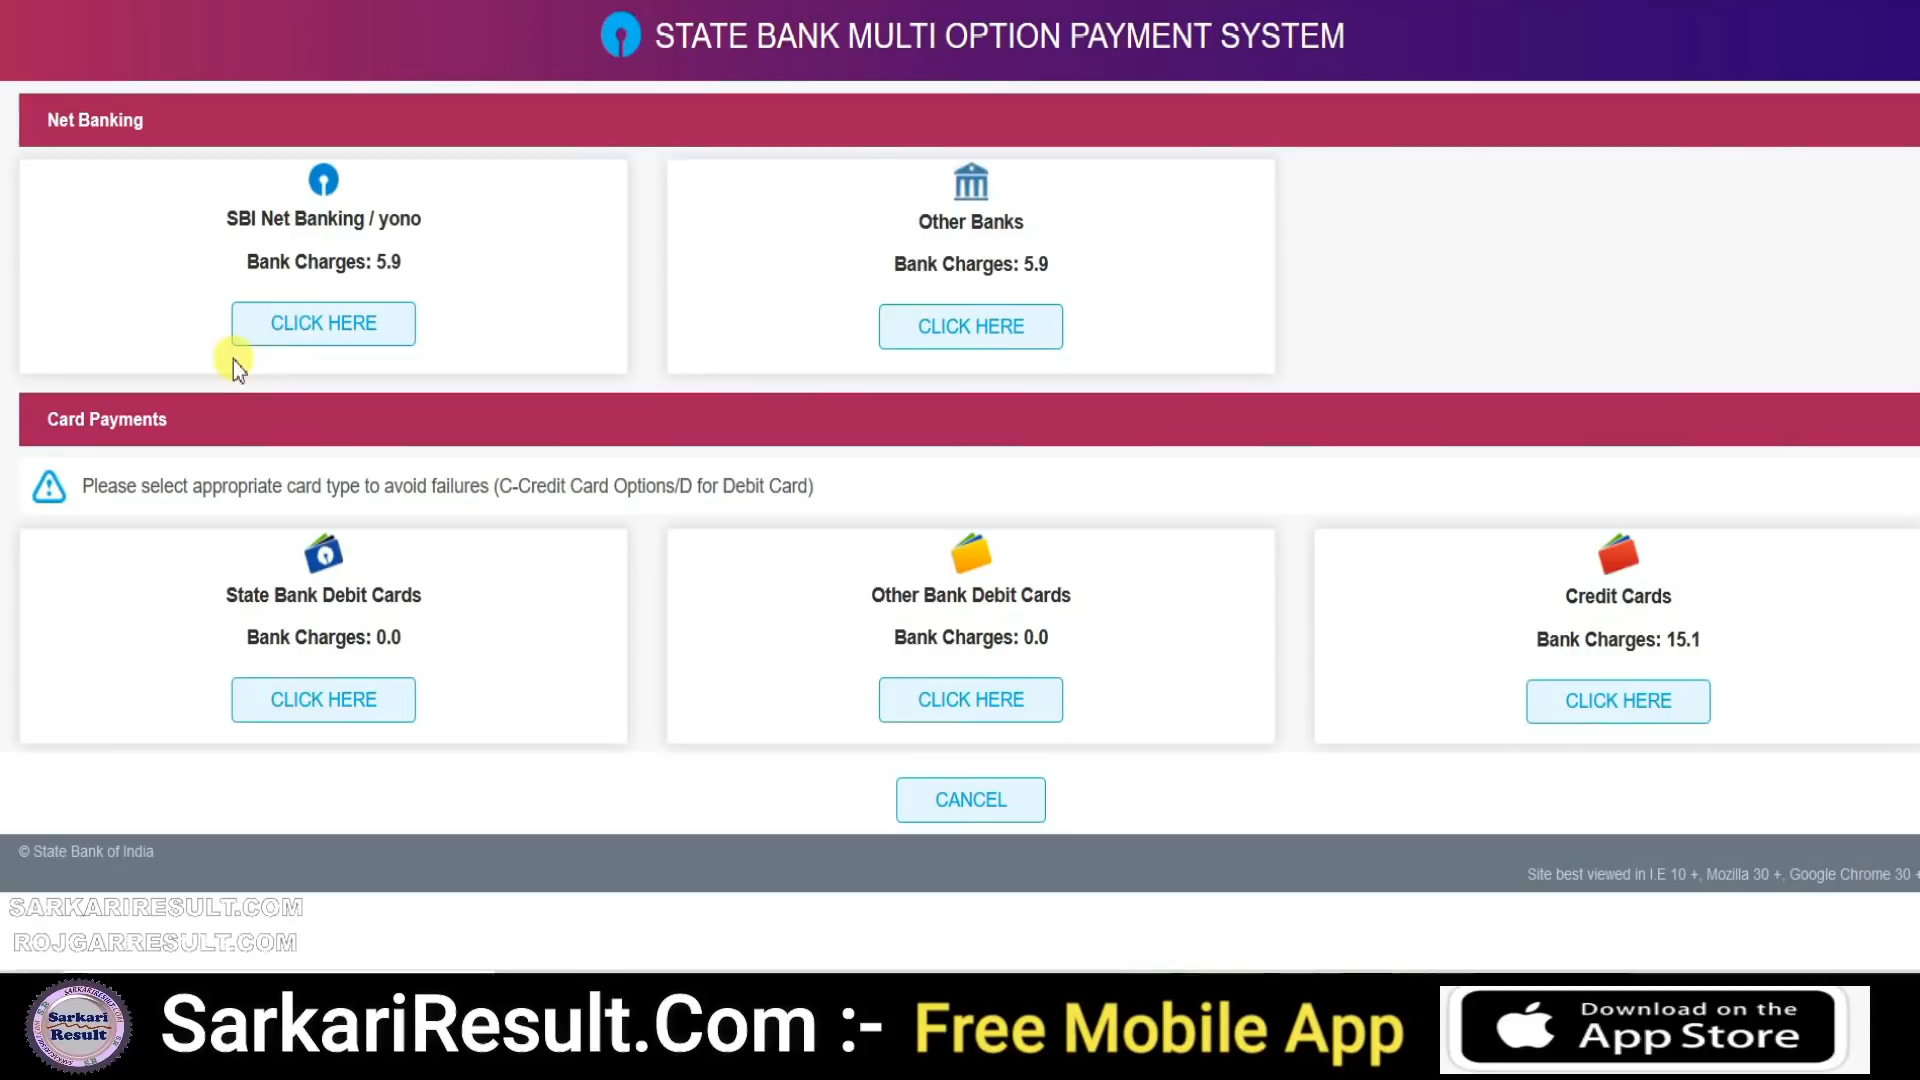 STATE BANK MULTI OPTION PAYMENT SYSTEM
Net Banking
SBI Net Banking / yono
Bank Charges: 5.9
CLICK HERE
Other Banks
Bank Charges: 5.9
CLICK HERE
Card Payments
Please select appropriate card type to avoid failures (C-Credit Card Options/D for Debit Card)
State Bank Debit Cards
Bank Charges: 0.0
CLICK HERE
Other Bank Debit Cards
Bank Charges: 0.0
CLICK HERE
Credit Cards
Bank Charges: 15.1
CLICK HERE
CANCEL
© State Bank of India
Site best viewed in I.E 10 +, Mozilla 30 +, Google Chrome 30 +
SARKARIRESULT.COM
ROJGARRESULT.COM
Sarkari
Result
SarkariResult.Com :- Free Mobile App
Download on the
App Store